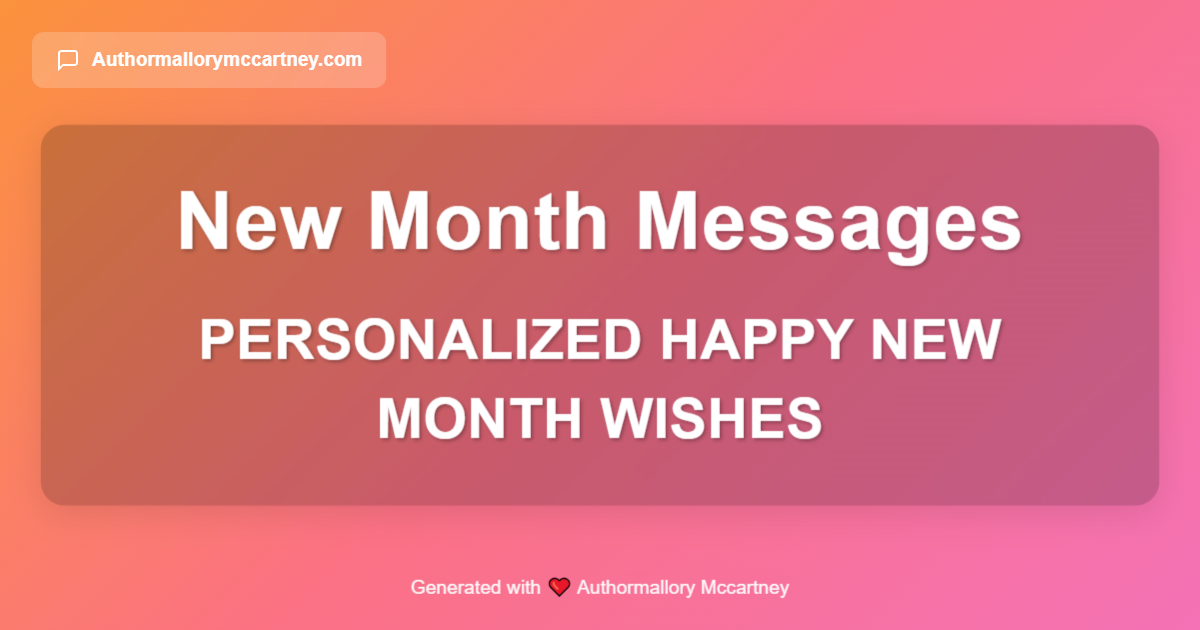 Authormallorymccartney.com
New Month Messages
PERSONALIZED HAPPY NEW
MONTH WISHES
Generated with ❤️ Authormallory Mccartney